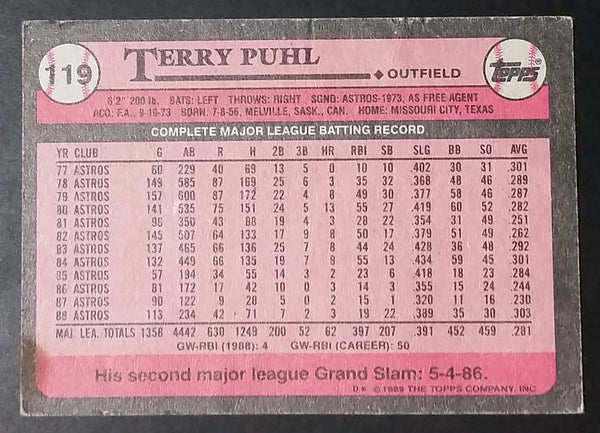 119
TERRY PUHL
OUTFIELD
TOPPS®
6'2" 200 lb. BATS: LEFT THROWS: RIGHT SGND: ASTROS-1973, AS FREE AGENT
ACQ: F.A., 9-19-73 BORN: 7-8-56, MELVILLE, SASK., CAN. HOME: MISSOURI CITY, TEXAS
COMPLETE MAJOR LEAGUE BATTING RECORD
YR CLUB G AB R H 2B 3B HR RBI SB SLG BB SO AVG
77 ASTROS 60 229 40 69 13 5 0 10 10 .402 30 31 .301
78 ASTROS 149 585 87 169 25 6 3 35 32 .368 48 46 .289
79 ASTROS 157 600 87 172 22 4 8 49 30 .377 58 46 .287
80 ASTROS 141 535 75 151 24 5 13 55 27 .419 60 52 .282
81 ASTROS 96 350 43 88 19 4 3 28 22 .354 31 49 .251
82 ASTROS 145 507 64 133 17 9 8 50 17 .379 51 49 .262
83 ASTROS 137 465 66 136 25 7 8 44 24 .428 36 48 .292
84 ASTROS 132 449 66 135 19 7 9 55 13 .434 59 45 .301
85 ASTROS 57 194 34 55 14 3 2 23 6 .418 18 23 .284
86 ASTROS 81 172 17 42 10 0 3 14 3 .355 15 24 .244
87 ASTROS 90 122 9 28 5 0 2 15 1 .320 11 16 .230
88 ASTROS 113 234 42 71 7 2 3 19 22 .389 35 30 .303
MAJ. LEA. TOTALS 1358 4442 630 1249 200 52 62 397 207 .391 452 459 .281
GW-RBI (1988): 4 GW-RBI (CAREER): 50
His second major league Grand Slam: 5-4-86.
D* © 1989 THE TOPPS COMPANY, INC.